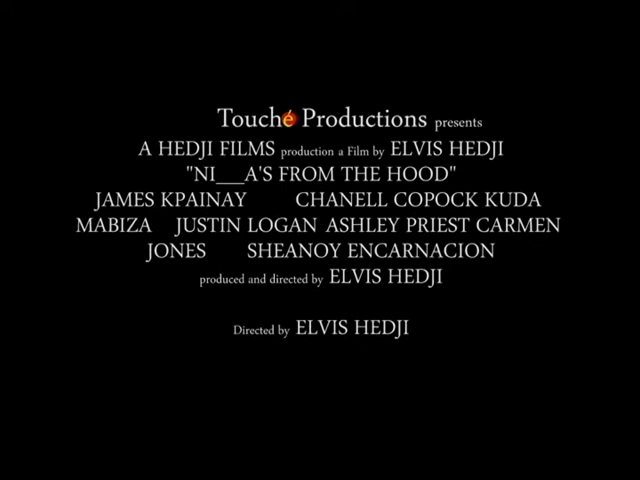 Touché Productions presents
A HEDJI FILMS production a Film by ELVIS HEDJI
"NI___A'S FROM THE HOOD"
JAMES KPAINAY CHANELL COPOCK KUDA
MABIZA JUSTIN LOGAN ASHLEY PRIEST CARMEN
JONES SHEANOY ENCARNACION
produced and directed by ELVIS HEDJI
Directed by ELVIS HEDJI